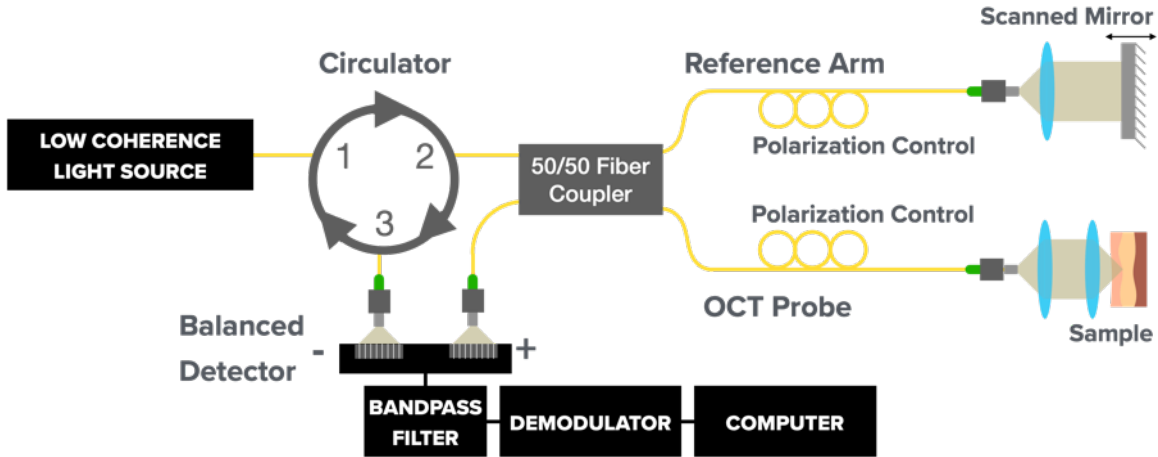 Scanned Mirror
Circulator
Reference Arm
LOW COHERENCE
LIGHT SOURCE
1
2
3
50/50 Fiber
Coupler
Polarization Control
Polarization Control
OCT Probe
Sample
Balanced
Detector
-
+
BANDPASS
FILTER
DEMODULATOR
COMPUTER